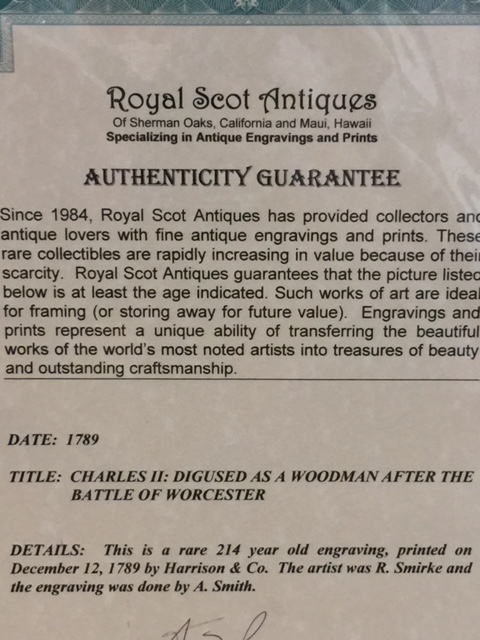 Royal Scot Antiques
Of Sherman Oaks, California and Maui, Hawaii
Specializing in Antique Engravings and Prints
AUTHENTICITY GUARANTEE
Since 1984, Royal Scot Antiques has provided collectors and
antique lovers with fine antique engravings and prints. These
rare collectibles are rapidly increasing in value because of their
scarcity. Royal Scot Antiques guarantees that the picture listed
below is at least the age indicated. Such works of art are ideal
for framing (or storing away for future value). Engravings and
prints represent a unique ability of transferring the beautiful
works of the world's most noted artists into treasures of beauty
and outstanding craftsmanship.
DATE: 1789
TITLE: CHARLES II: DIGUSED AS A WOODMAN AFTER THE
BATTLE OF WORCESTER
DETAILS: This is a rare 214 year old engraving, printed on
December 12, 1789 by Harrison & Co. The artist was R. Smirke and
the engraving was done by A. Smith.